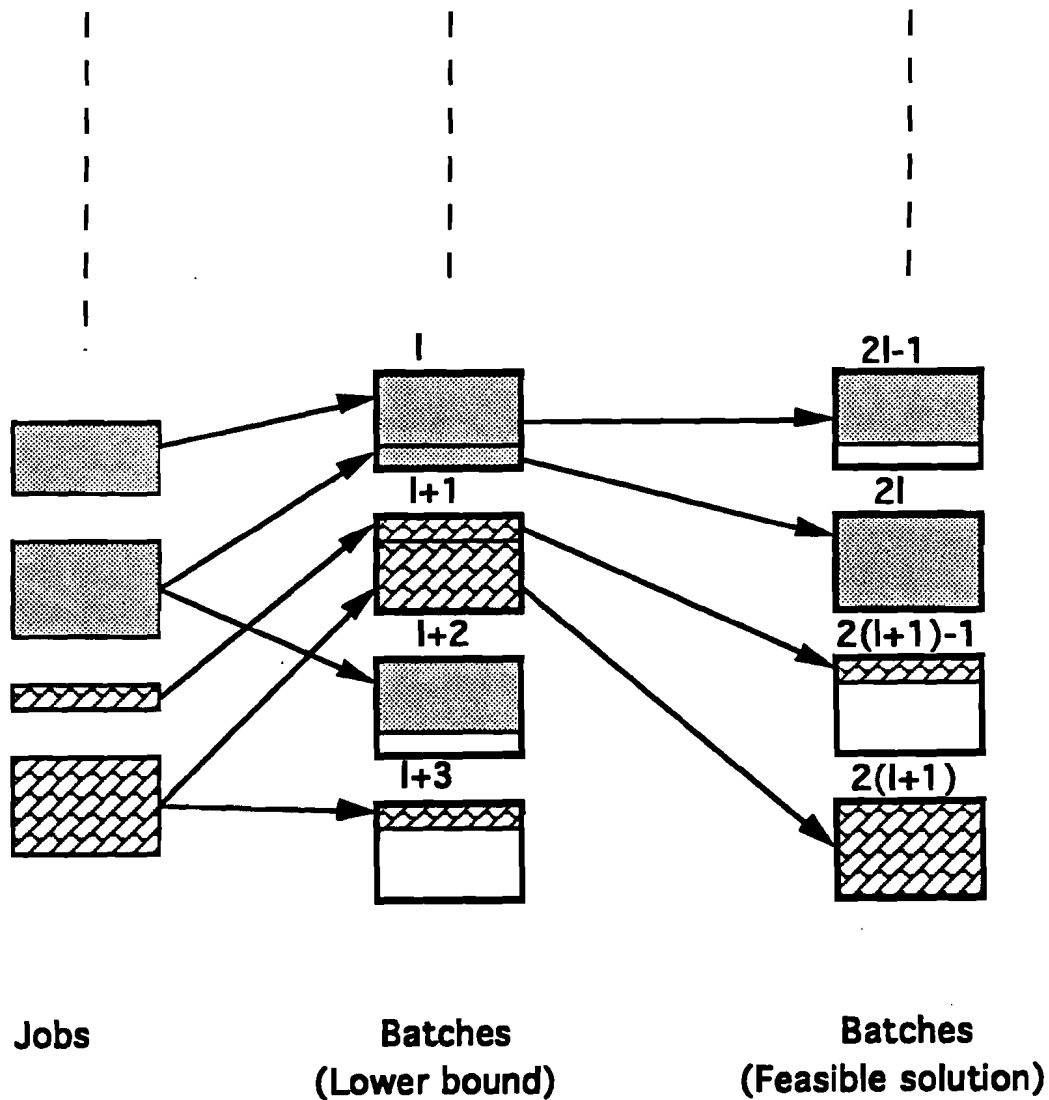 l
2l-1
l+1
2l
l+2
2(l+1)-1
l+3
2(l+1)
Jobs
Batches
(Lower bound)
Batches
(Feasible solution)